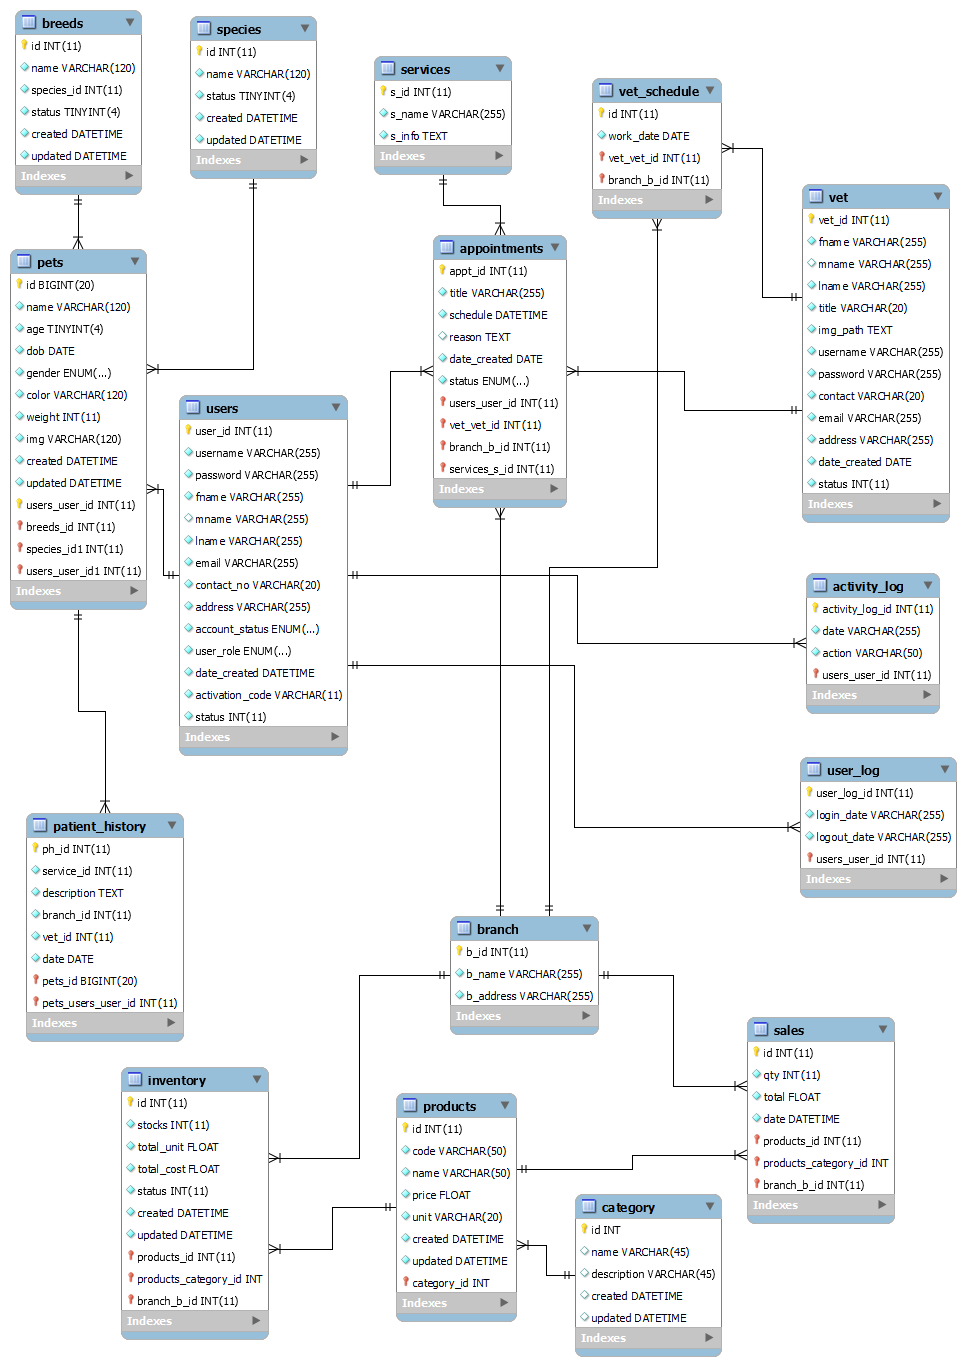 breeds
id INT(11)
name VARCHAR(120)
species_id INT(11)
status TINYINT(4)
created DATETIME
updated DATETIME
Indexes
species
id INT(11)
name VARCHAR(120)
status TINYINT(4)
created DATETIME
updated DATETIME
Indexes
services
s_id INT(11)
s_name VARCHAR(255)
s_info TEXT
Indexes
vet_schedule
id INT(11)
work_date DATE
vet_vet_id INT(11)
branch_b_id INT(11)
Indexes
vet
vet_id INT(11)
fname VARCHAR(255)
mname VARCHAR(255)
lname VARCHAR(255)
title VARCHAR(20)
img_path TEXT
username VARCHAR(255)
password VARCHAR(255)
contact VARCHAR(20)
email VARCHAR(255)
address VARCHAR(255)
date_created DATE
status INT(11)
Indexes
pets
id BIGINT(20)
name VARCHAR(120)
age TINYINT(4)
dob DATE
gender ENUM(...)
color VARCHAR(120)
weight INT(11)
img VARCHAR(120)
created DATETIME
updated DATETIME
users_user_id INT(11)
breeds_id INT(11)
species_id1 INT(11)
users_user_id1 INT(11)
Indexes
appointments
appt_id INT(11)
title VARCHAR(255)
schedule DATETIME
reason TEXT
date_created DATE
status ENUM(...)
users_user_id INT(11)
vet_vet_id INT(11)
branch_b_id INT(11)
services_s_id INT(11)
Indexes
users
user_id INT(11)
username VARCHAR(255)
password VARCHAR(255)
fname VARCHAR(255)
mname VARCHAR(255)
lname VARCHAR(255)
email VARCHAR(255)
contact_no VARCHAR(20)
address VARCHAR(255)
account_status ENUM(...)
user_role ENUM(...)
date_created DATETIME
activation_code VARCHAR(11)
status INT(11)
Indexes
activity_log
activity_log_id INT(11)
date VARCHAR(255)
action VARCHAR(50)
users_user_id INT(11)
Indexes
user_log
user_log_id INT(11)
login_date VARCHAR(255)
logout_date VARCHAR(255)
users_user_id INT(11)
Indexes
patient_history
ph_id INT(11)
service_id INT(11)
description TEXT
branch_id INT(11)
vet_id INT(11)
date DATE
pets_id BIGINT(20)
pets_users_user_id INT(11)
Indexes
branch
b_id INT(11)
b_name VARCHAR(255)
b_address VARCHAR(255)
Indexes
sales
id INT(11)
qty INT(11)
total FLOAT
date DATETIME
products_id INT(11)
products_category_id INT
branch_b_id INT(11)
Indexes
inventory
id INT(11)
stocks INT(11)
total_unit FLOAT
total_cost FLOAT
status INT(11)
created DATETIME
updated DATETIME
products_id INT(11)
products_category_id INT
branch_b_id INT(11)
Indexes
products
id INT(11)
code VARCHAR(50)
name VARCHAR(50)
price FLOAT
unit VARCHAR(20)
created DATETIME
updated DATETIME
category_id INT
Indexes
category
id INT
name VARCHAR(45)
description VARCHAR(45)
created DATETIME
updated DATETIME
Indexes